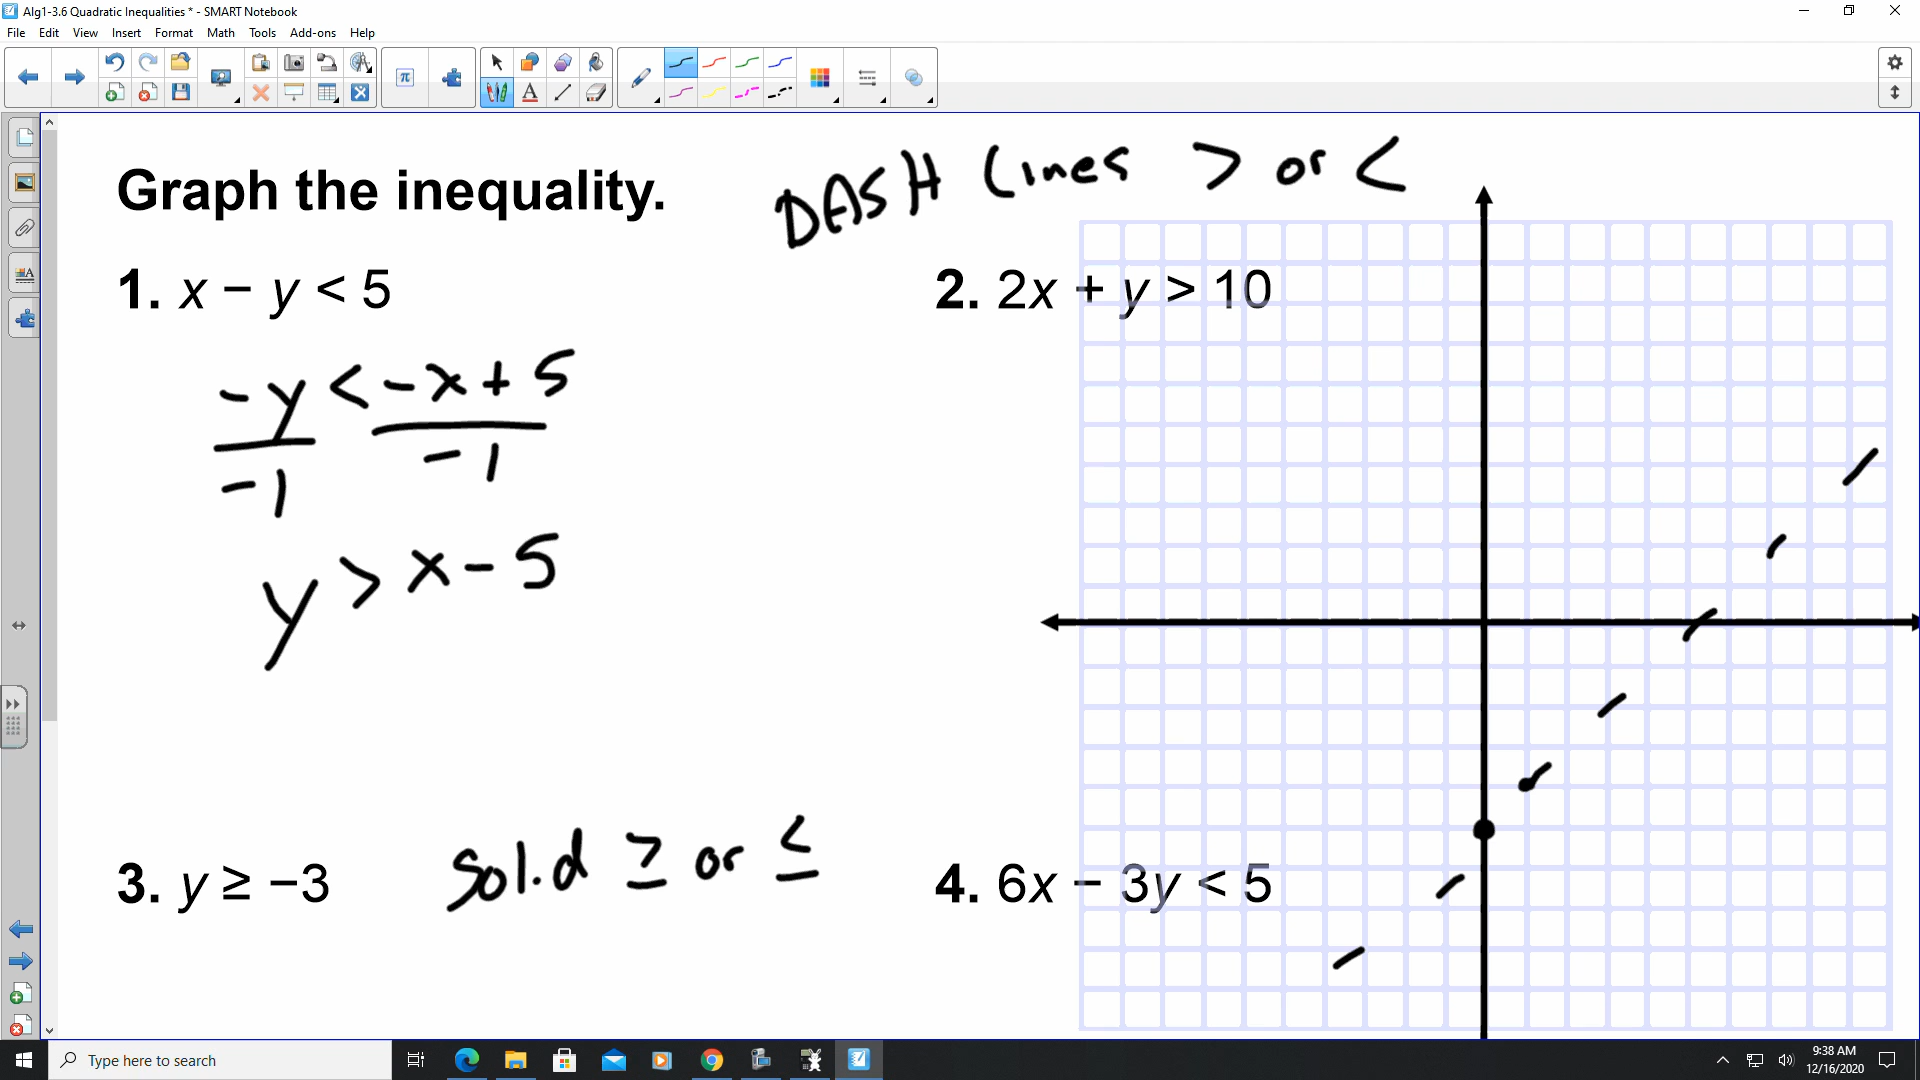 Alg1-3.6 Quadratic Inequalities * - SMART Notebook
File Edit View Insert Format Math Tools Add-ons Help
Graph the inequality.
DASH Lines > or <
1. x − y < 5
2. 2x + y > 10
-y < -x + 5
-1 -1
y > x - 5
3. y ≥ −3
Solid ≥ or ≤
4. 6x − 3y < 5
Type here to search
9:38 AM
12/16/2020